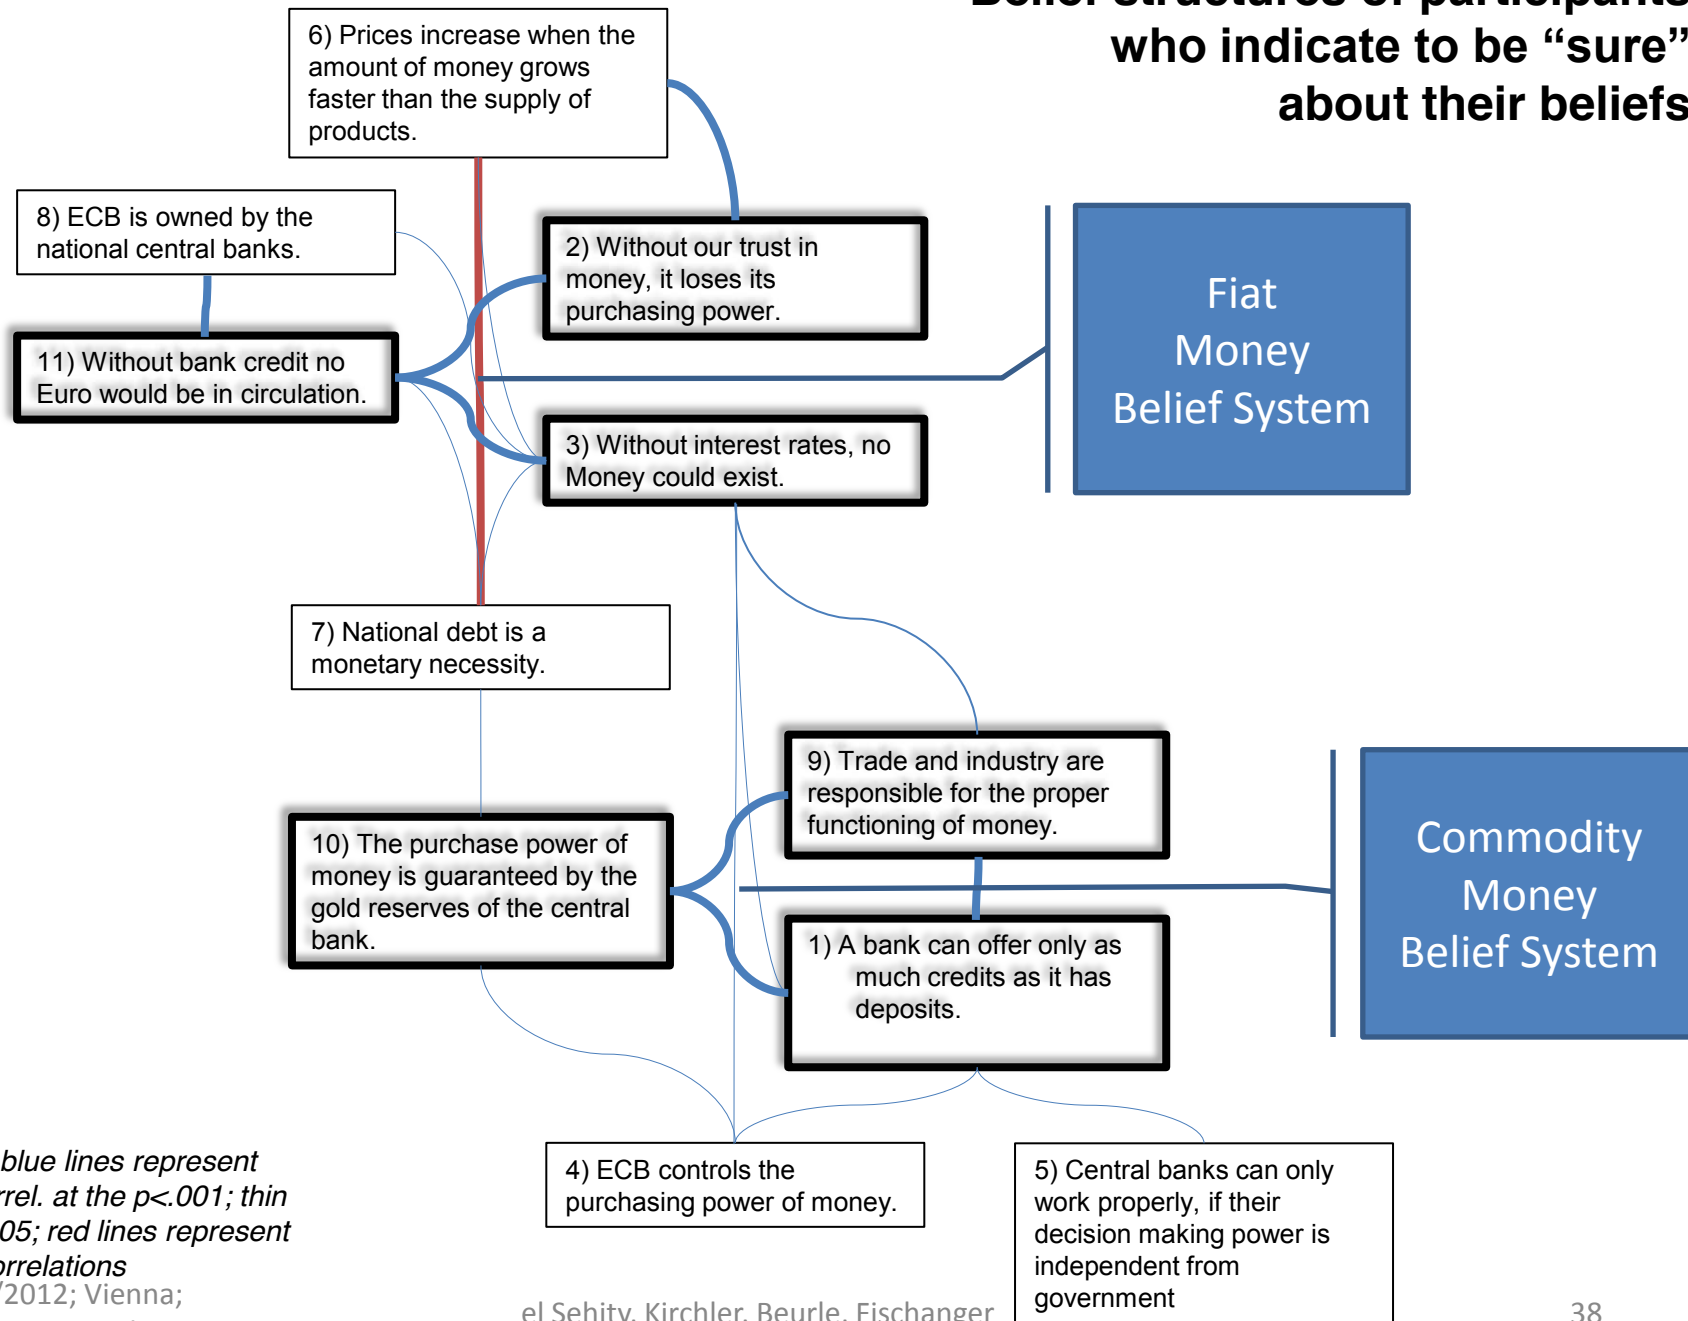 Belief structures of participants
who indicate to be “sure”
about their beliefs
6) Prices increase when the
amount of money grows
faster than the supply of
products.
8) ECB is owned by the
national central banks.
2) Without our trust in
money, it loses its
purchasing power.
Fiat
Money
Belief System
11) Without bank credit no
Euro would be in circulation.
3) Without interest rates, no
Money could exist.
7) National debt is a
monetary necessity.
9) Trade and industry are
responsible for the proper
functioning of money.
10) The purchase power of
money is guaranteed by the
gold reserves of the central
bank.
Commodity
Money
Belief System
1) A bank can offer only as
much credits as it has
deposits.
4) ECB controls the
purchasing power of money.
5) Central banks can only
work properly, if their
decision making power is
independent from
government
blue lines represent
rrel. at the p<.001; thin
05; red lines represent
orrelations
/2012; Vienna;
el Sehity, Kirchler, Beurle, Fischanger
38